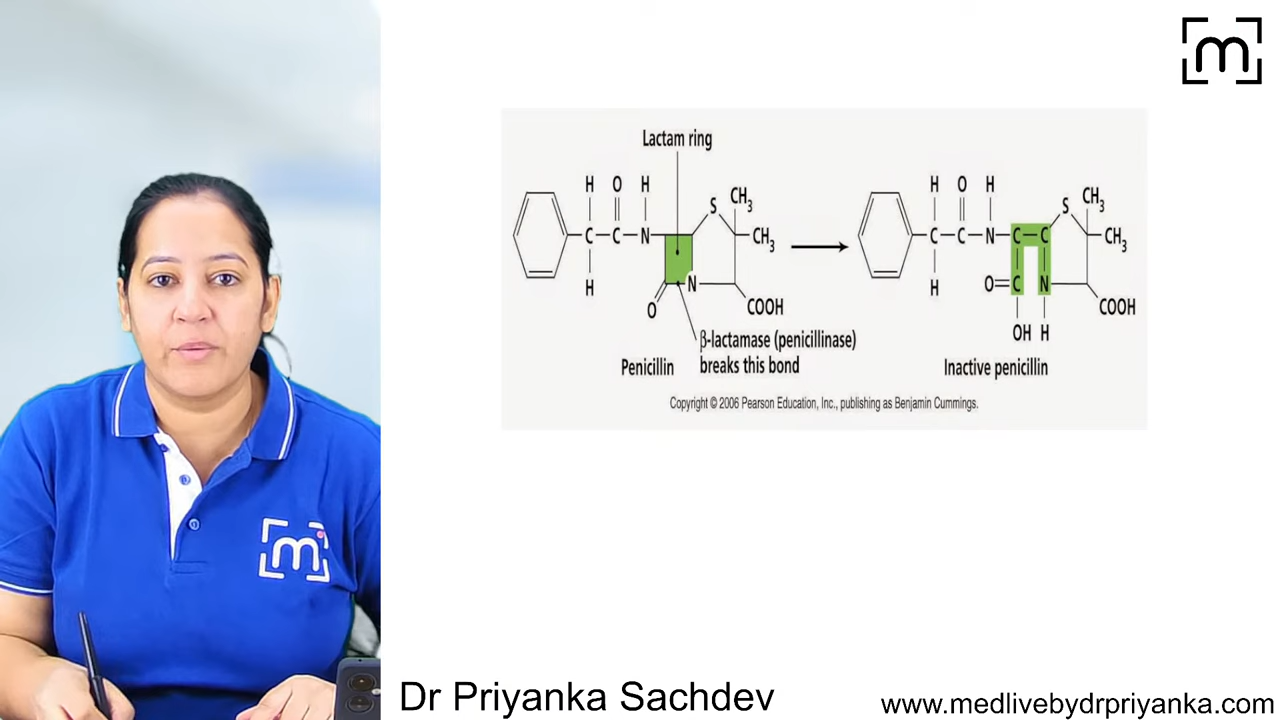 m
Lactam ring
H O H
S CH₃
C C N
CH₃
H
O
N
COOH
β-lactamase (penicillinase)
breaks this bond
Penicillin
H O H
S CH₃
C C N C C
CH₃
H
O=C N
COOH
OH H
Inactive penicillin
Copyright © 2006 Pearson Education, Inc., publishing as Benjamin Cummings.
m
Dr Priyanka Sachdev
www.medlivebydrpriyanka.com